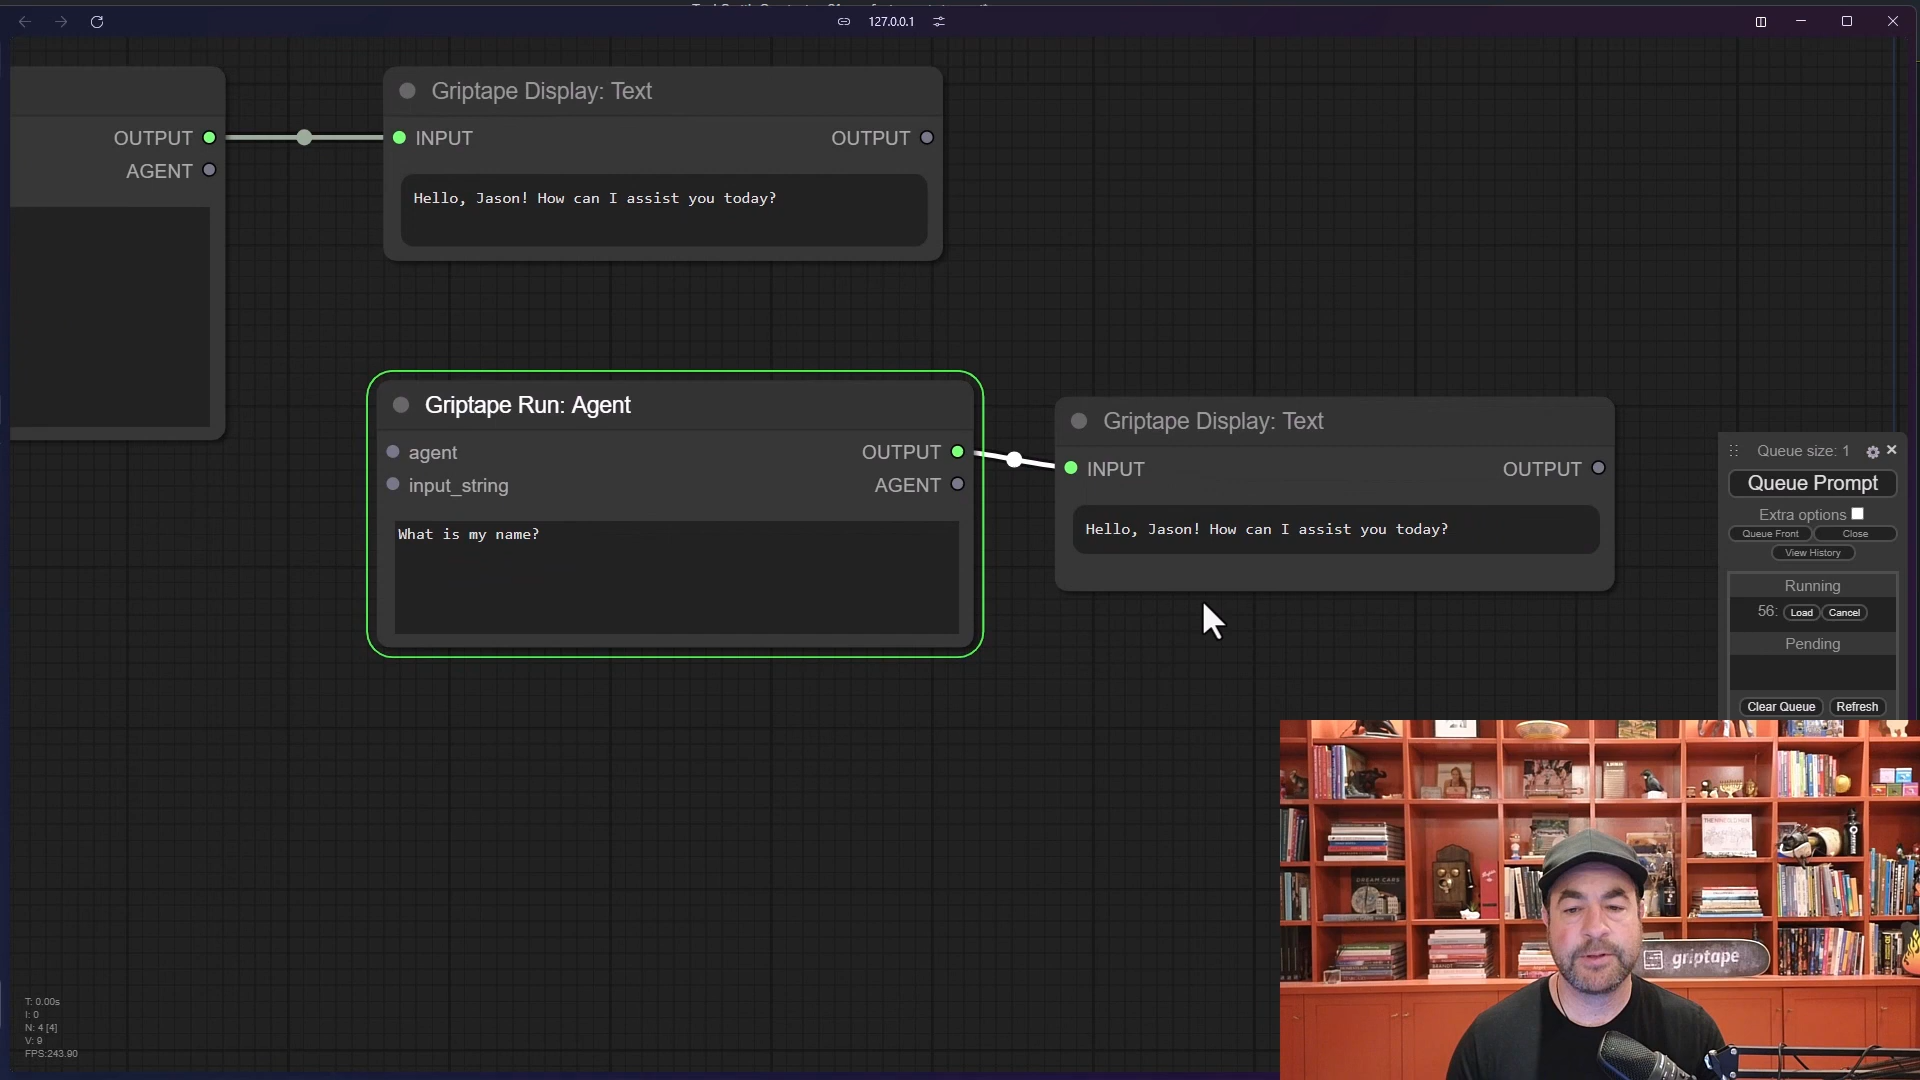 127.0.0.1
OUTPUT
AGENT
Griptape Display: Text
INPUT
OUTPUT
Hello, Jason! How can I assist you today?
Griptape Run: Agent
agent
input_string
OUTPUT
AGENT
What is my name?
Griptape Display: Text
INPUT
OUTPUT
Hello, Jason! How can I assist you today?
Queue size: 1
Queue Prompt
Extra options
Queue Front
Close
View History
Running
56:
Load
Cancel
Pending
Clear Queue
Refresh
DREAM CARS
griptape
T: 0.00s
I: 0
N: 4 [4]
V: 9
FPS:243.90